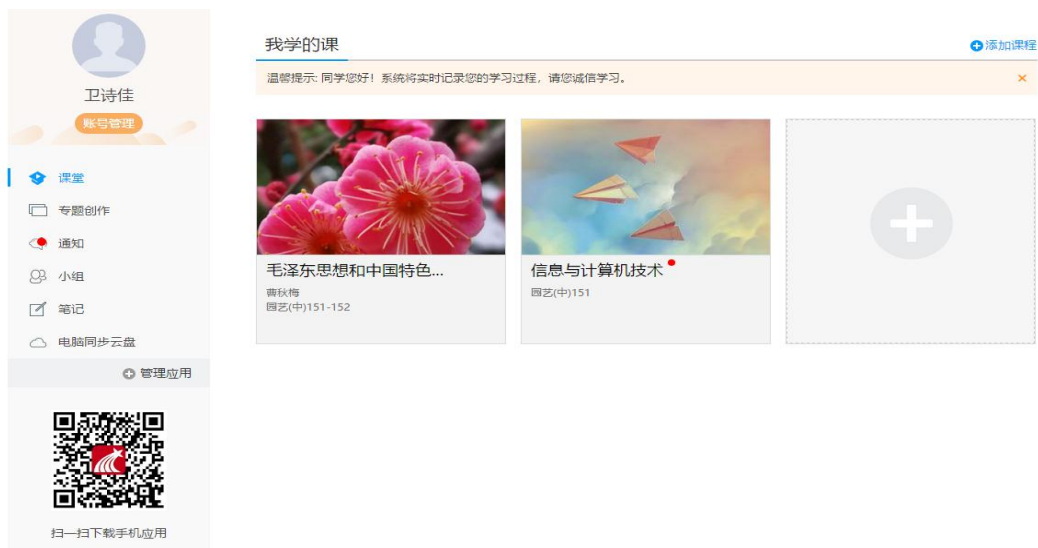 卫诗佳
账号管理
课堂
专题创作
通知
小组
笔记
电脑同步云盘
管理应用
扫一扫下载手机应用
我学的课
添加课程
温馨提示: 同学您好！系统将实时记录您的学习过程，请您诚信学习。
毛泽东思想和中国特色...
曹秋梅
园艺(中)151-152
信息与计算机技术
园艺(中)151